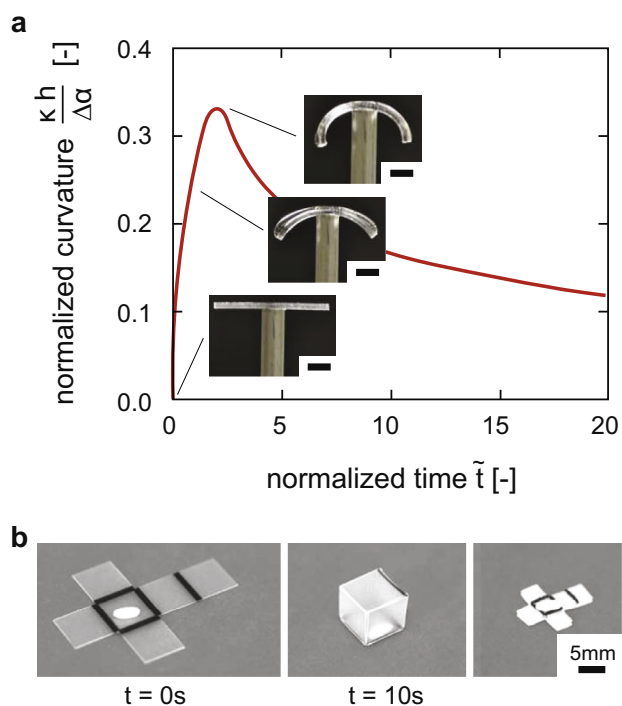 a
normalized curvature κ h / Δα [-]
0.4
0.3
0.2
0.1
0.0
0
5
10
15
20
normalized time t̃ [-]
b
5mm
t = 0s
t = 10s